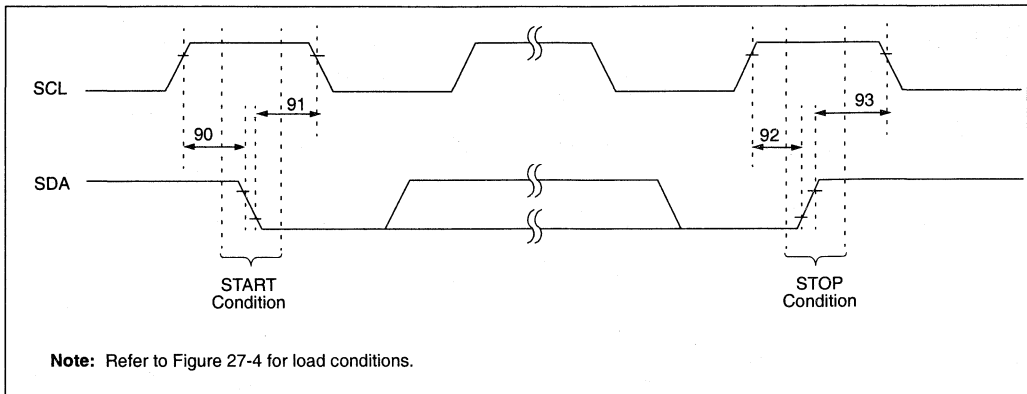 SCL
91
93
90
92
SDA
START
Condition
STOP
Condition
Note: Refer to Figure 27-4 for load conditions.